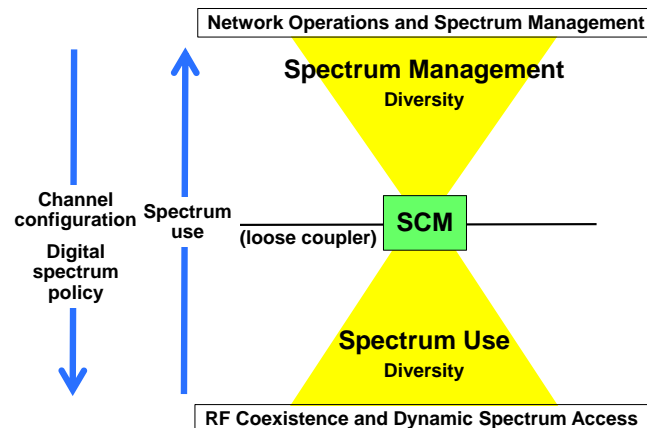 Network Operations and Spectrum Management
Spectrum Management
Diversity
Channel
configuration
Digital
spectrum
policy
Spectrum
use
(loose coupler)
SCM
Spectrum Use
Diversity
RF Coexistence and Dynamic Spectrum Access